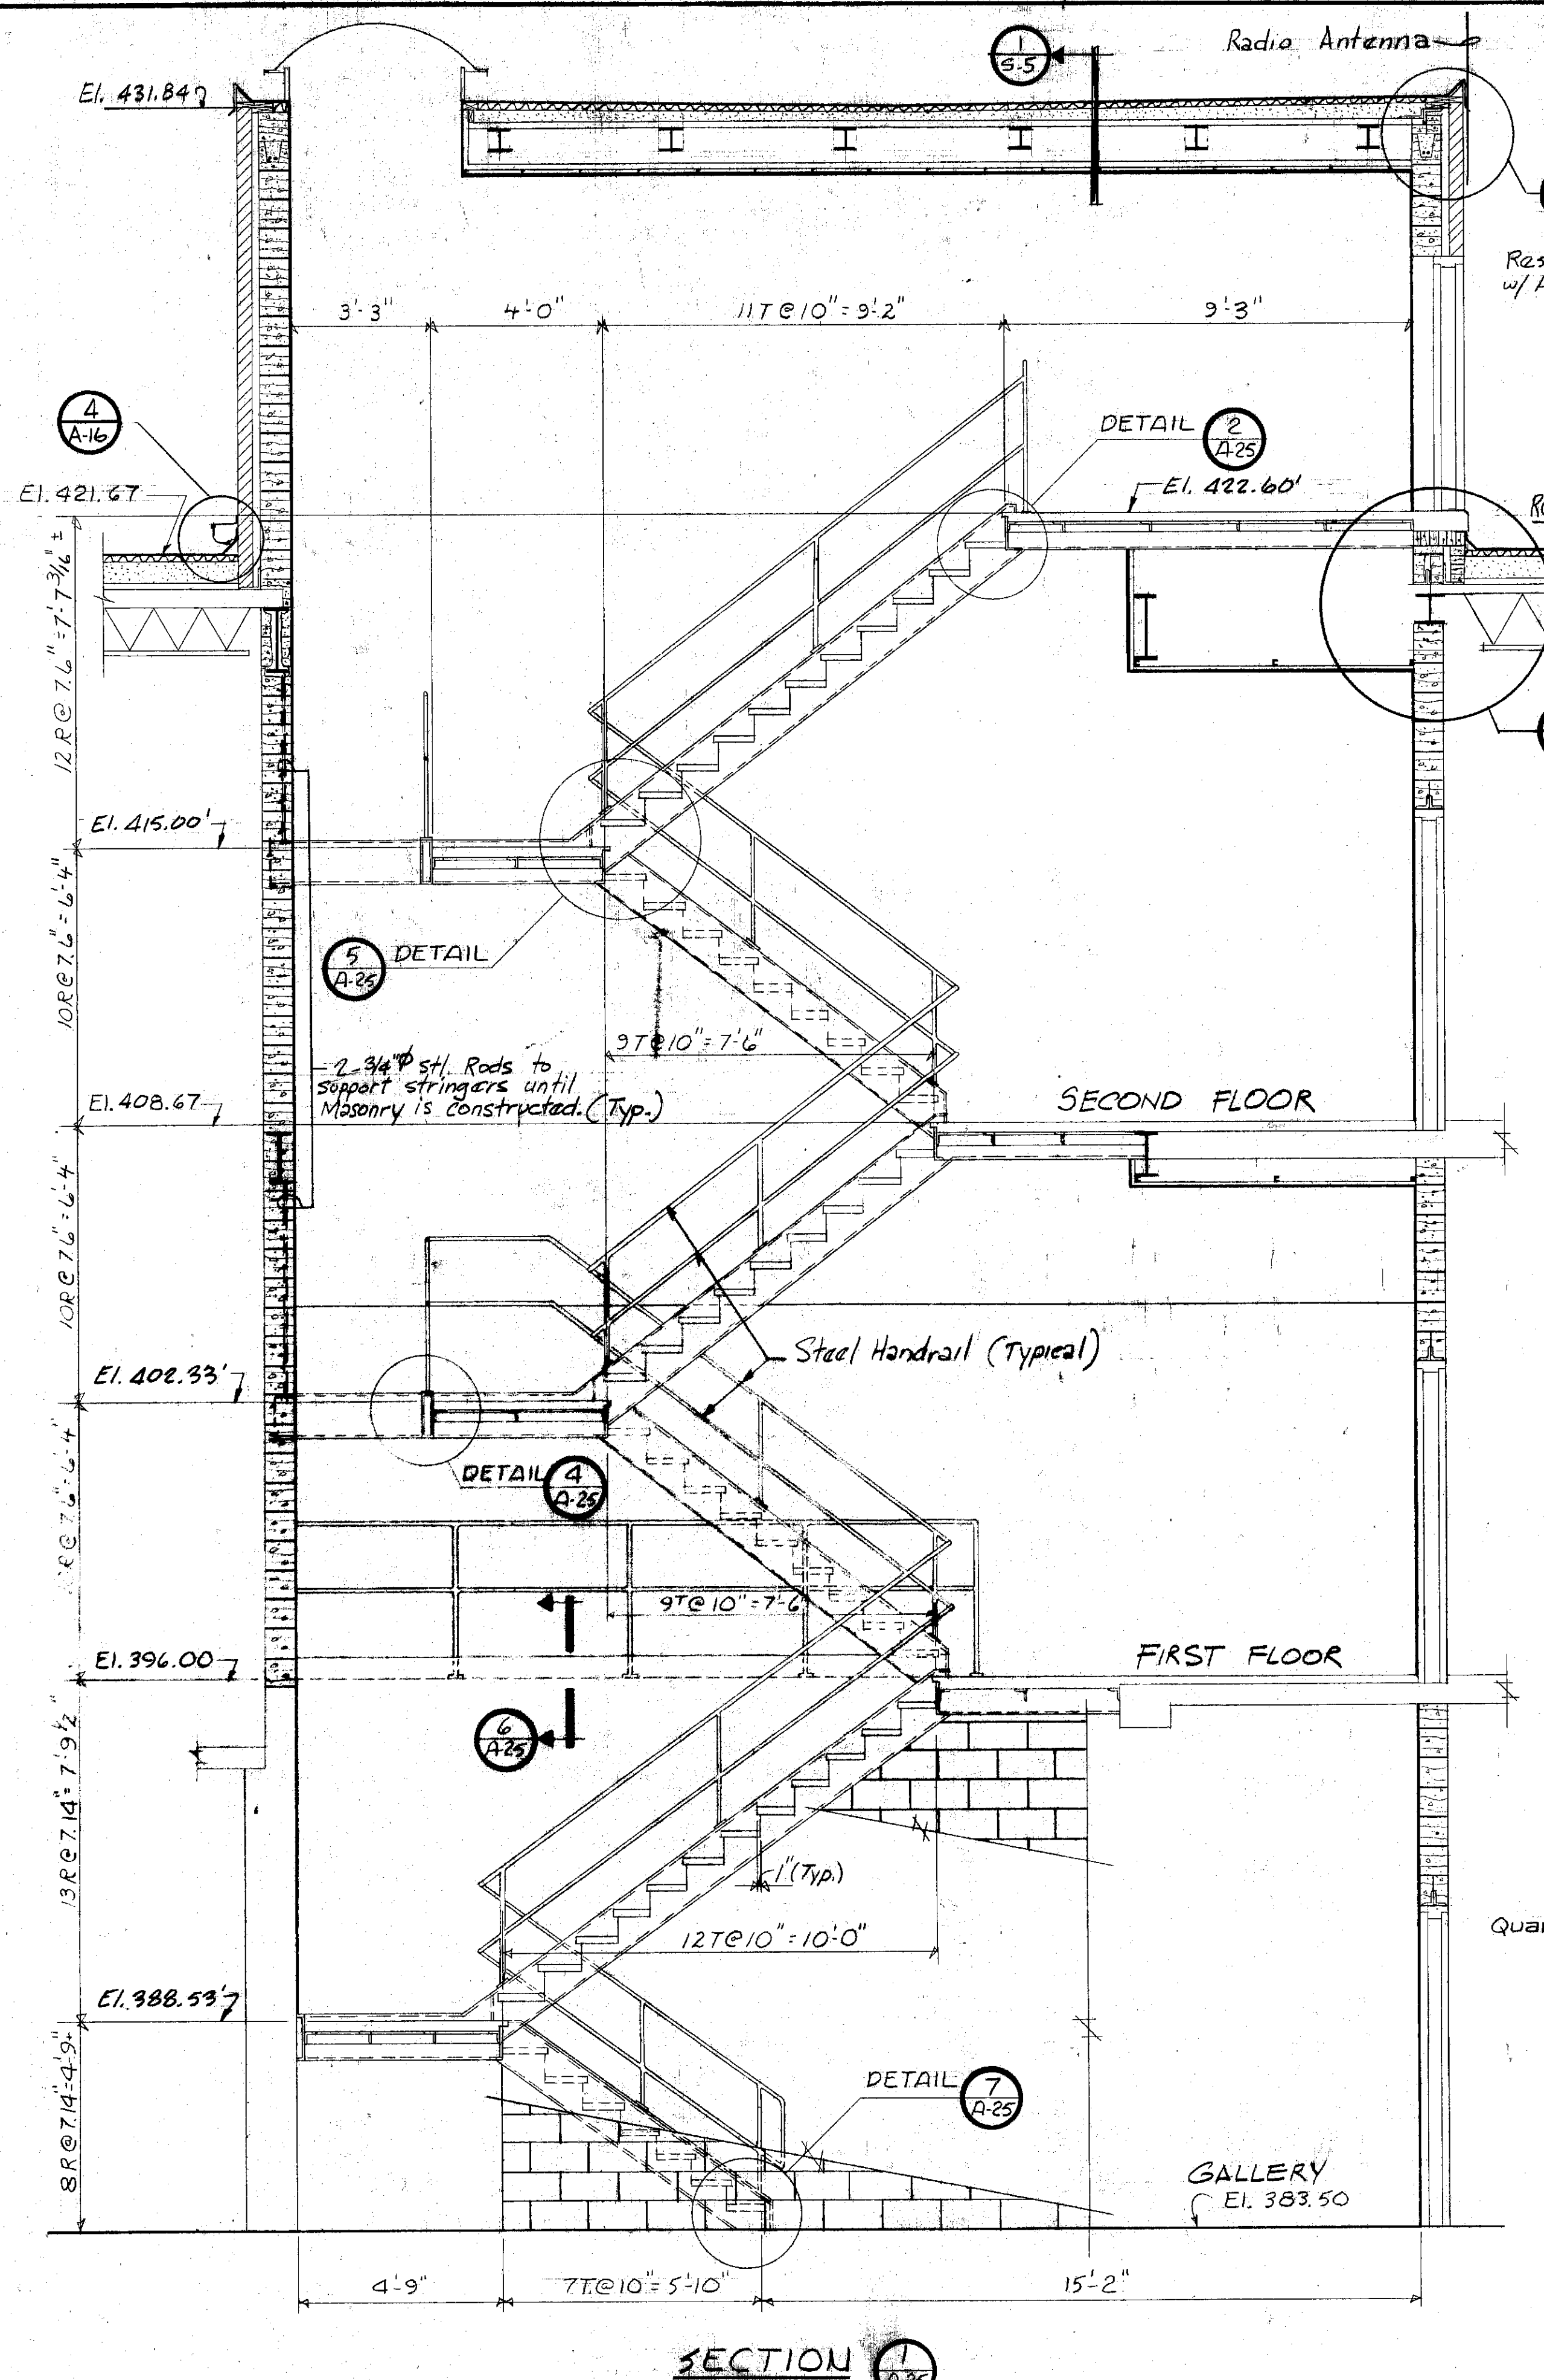 1
S-5
Radio Antenna
El. 431.84
3'-3"
4'-0"
11T@10"=9'-2"
9'-3"
4
A-16
DETAIL
2
A-25
El. 421.67
El. 422.60'
12R@7.6"=7'-7 3/16"±
El. 415.00'
5
A-25
DETAIL
10R@7.6"=6'-4"
9T@10"=7'-6"
2-3/4"φ stl. Rods to
support stringers until
Masonry is constructed. (Typ.)
El. 408.67
SECOND FLOOR
10R@7.6"=6'-4"
Steel Handrail (Typical)
El. 402.33'
DETAIL
4
A-25
R@7.6"=6'-4"
9T@10"=7'-6
El. 396.00
FIRST FLOOR
6
A-25
13R@7.14"=7'-9½"
1"(Typ.)
12T@10"=10'-0"
El. 388.53'
8R@7.14"=4'-9"
DETAIL
7
A-25
GALLERY
El. 383.50
4'-9"
7T.@10"=5'-10"
15'-2"
SECTION
1